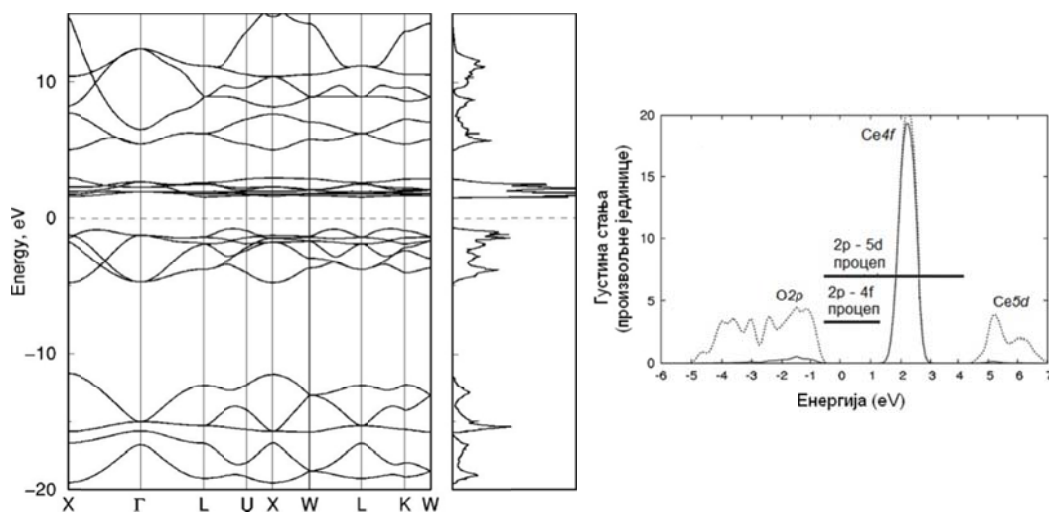 Energy, eV
10
0
−10
−20
X Γ L U X W L K W
Густина стања
(произвољне јединице)
20
15
10
5
0
Ce4f
2p - 5d
процеп
2p - 4f
процеп
O2p
Ce5d
-6 -5 -4 -3 -2 -1 0 1 2 3 4 5 6 7
Енергија (eV)